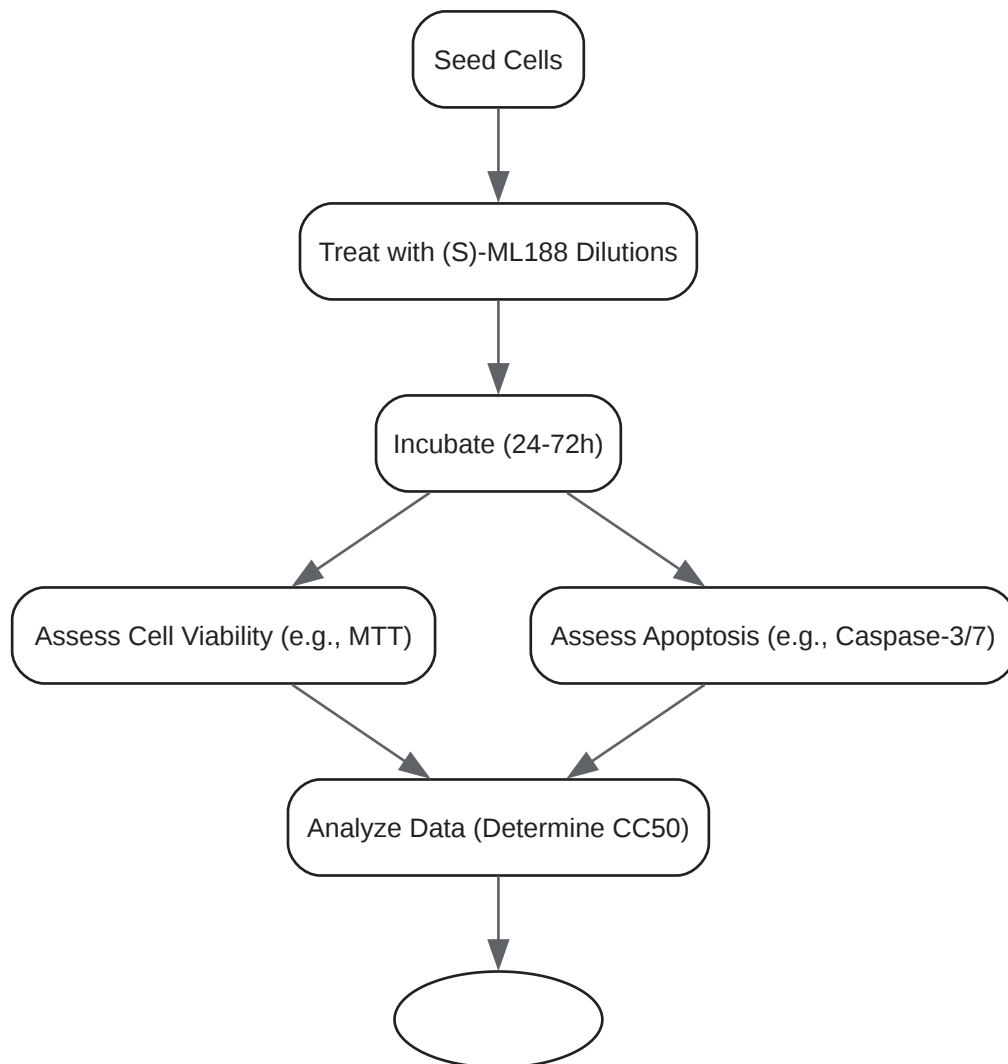 Seed Cells
Treat with (S)-ML188 Dilutions
Incubate (24-72h)
Assess Cell Viability (e.g., MTT)
Assess Apoptosis (e.g., Caspase-3/7)
Analyze Data (Determine CC50)